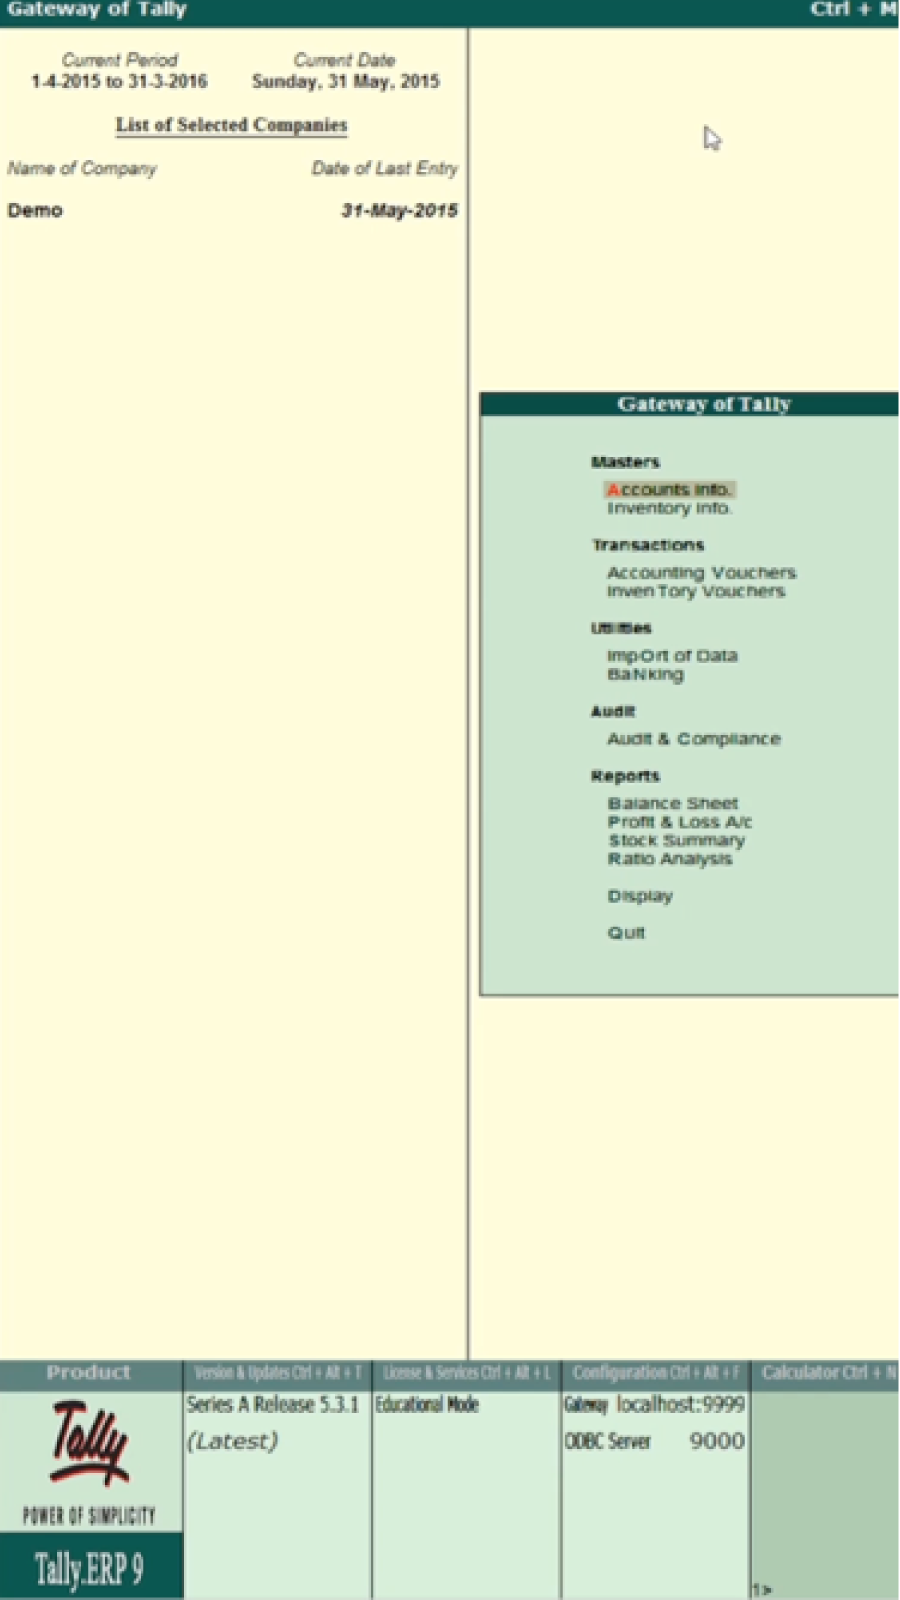 Gateway of Tally
Ctrl + M
Current Period
Current Date
1-4-2015 to 31-3-2016
Sunday, 31 May, 2015
List of Selected Companies
Name of Company
Date of Last Entry
Demo
31-May-2015
Gateway of Tally
Masters
Accounts Info.
Inventory Info.
Transactions
Accounting Vouchers
InvenTory Vouchers
Utilities
ImpOrt of Data
BaNking
Audit
Audit & Compliance
Reports
Balance Sheet
Profit & Loss A/c
Stock Summary
Ratio Analysis
Display
Quit
Product
Version & Updates Ctrl + Alt + T
License & Services Ctrl + Alt + L
Configuration Ctrl + Alt + F
Calculator Ctrl + N
Tally
POWER OF SIMPLICITY
Tally.ERP 9
Series A Release 5.3.1
(Latest)
Educational Mode
Gateway localhost:9999
ODBC Server 9000
1>